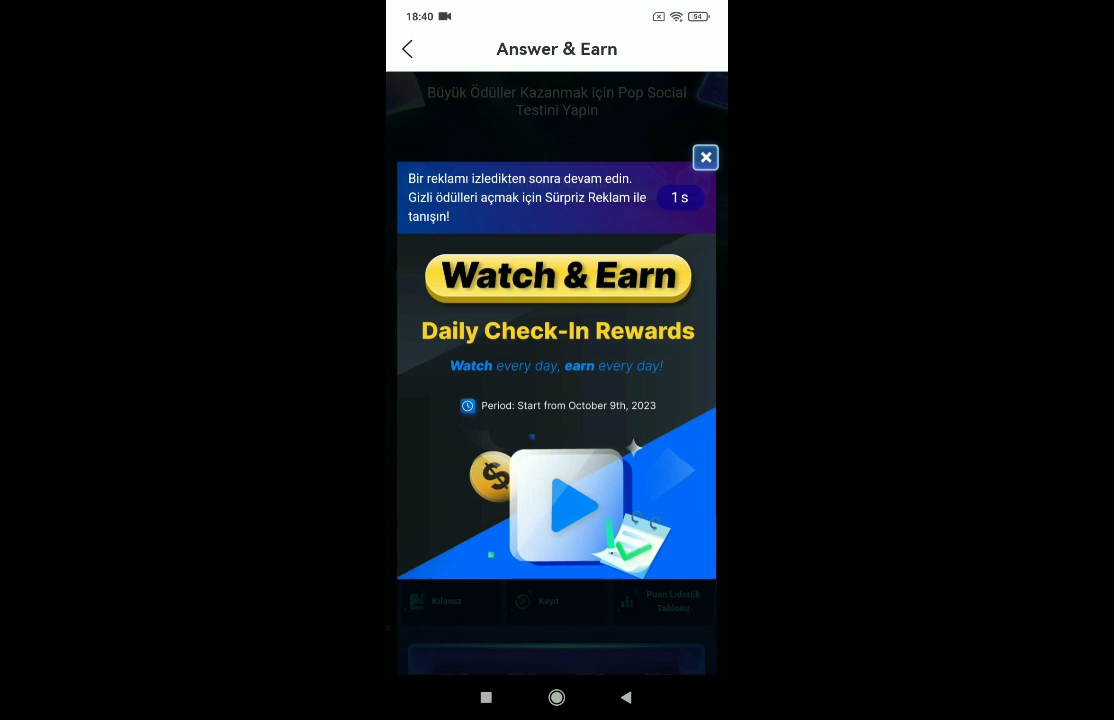 18:40
54
Answer & Earn
Büyük Ödüller Kazanmak için Pop Social
Testini Yapın
Bir reklamı izledikten sonra devam edin.
Gizli ödülleri açmak için Sürpriz Reklam ile
tanışın!
1 s
Watch & Earn
Daily Check-In Rewards
Watch every day, earn every day!
Period: Start from October 9th, 2023
Kılavuz
Kayıt
Puan Liderlik
Tablosu